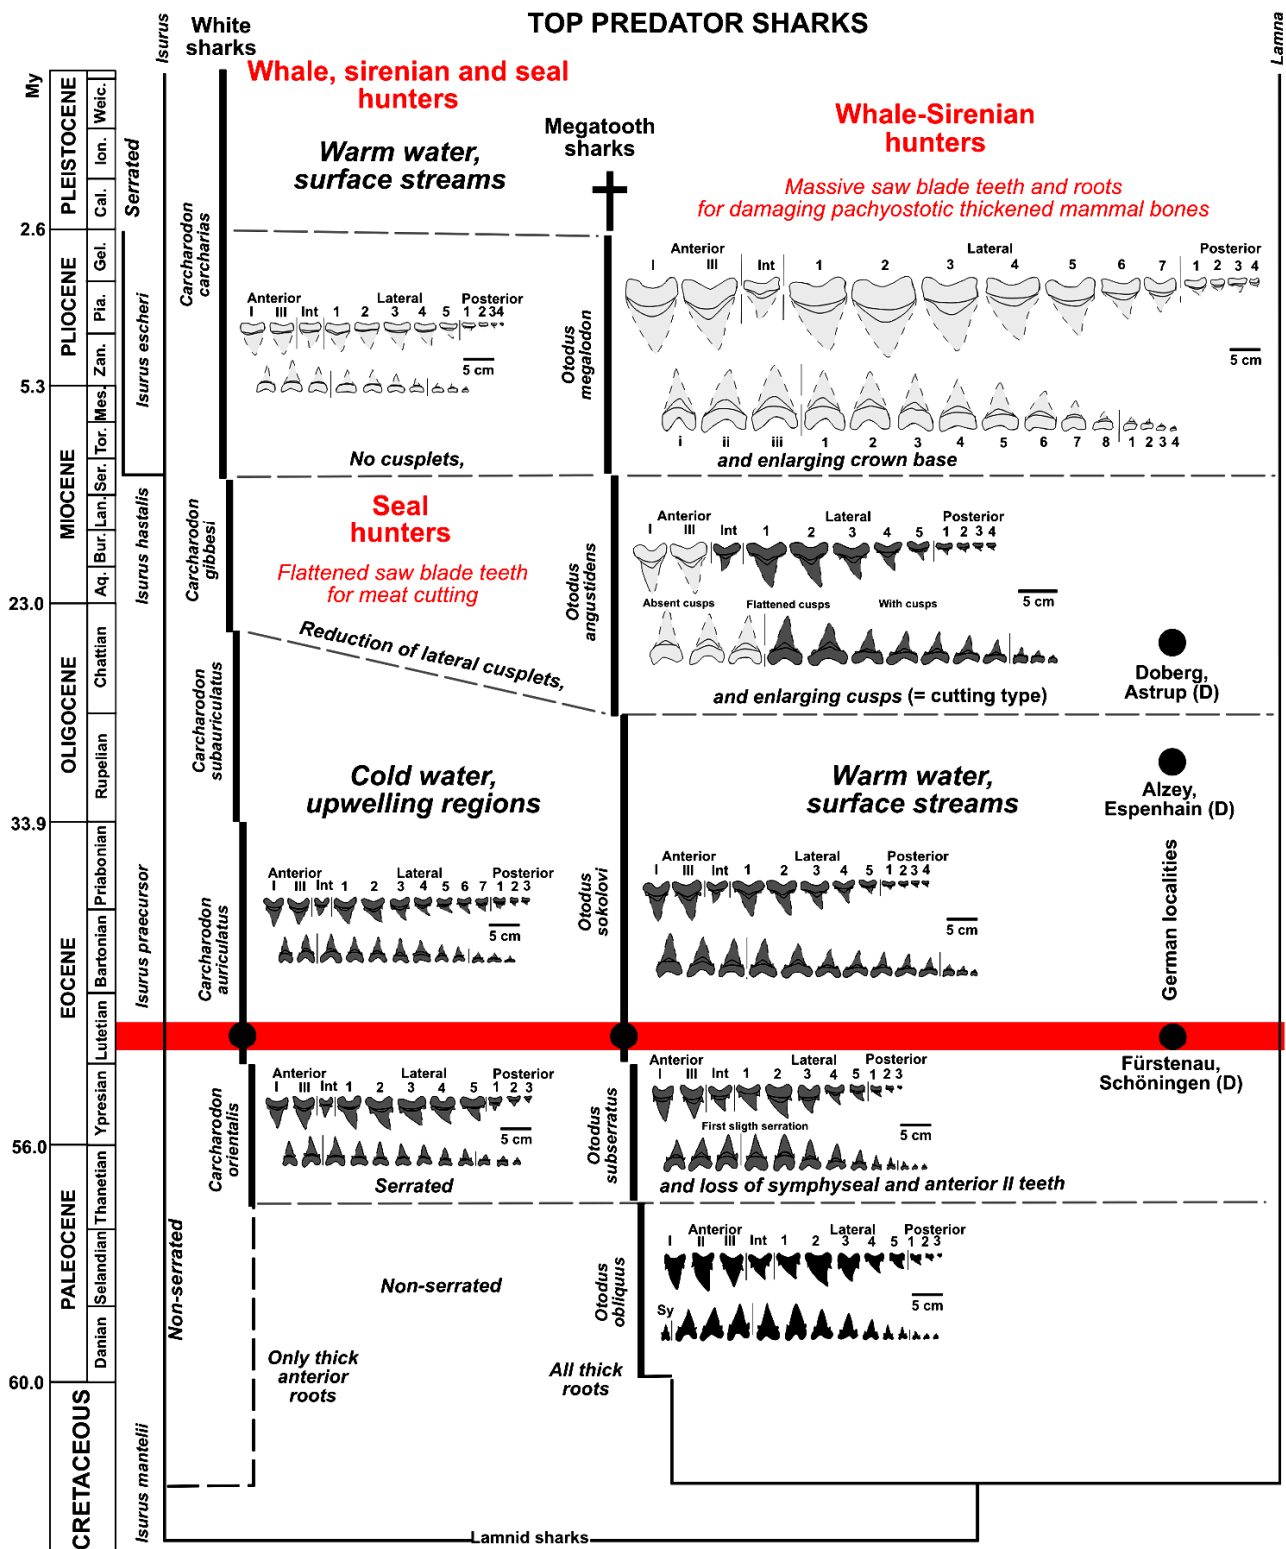 TOP PREDATOR SHARKS
Isurus
White
sharks
Lamna
My
Whale, sirenian and seal
hunters
Warm water,
surface streams
Megatooth
sharks
Whale-Sirenian
hunters
Massive saw blade teeth and roots
for damaging pachyostotic thickened mammal bones
PLEISTOCENE
Weic.
Ion.
Cal.
Serrated
2.6
PLIOCENE
Gel.
Pia.
Zan.
Isurus escheri
Carcharodon
carcharias
Anterior Lateral Posterior
I III Int 1 2 3 4 5 1 2 3 4
5 cm
Otodus
megalodon
Anterior Lateral Posterior
I III Int 1 2 3 4 5 6 7 1 2 3 4
5 cm
i ii iii 1 2 3 4 5 6 7 8 1 2 3 4
5.3
MIOCENE
Mes.
Tor.
Ser.
Lan.
Bur.
Aq.
No cusplets,
and enlarging crown base
Isurus hastalis
Carcharodon
gibbesi
Seal
hunters
Flattened saw blade teeth
for meat cutting
Otodus
angustidens
Anterior Lateral Posterior
I III Int 1 2 3 4 5 1 2 3 4
5 cm
Absent cusps Flattened cusps With cusps
23.0
OLIGOCENE
Chattian
Rupelian
Reduction of lateral cusplets,
and enlarging cusps (= cutting type)
Doberg,
Astrup (D)
Carcharodon
subauriculatus
Cold water,
upwelling regions
Warm water,
surface streams
Alzey,
Espenhain (D)
33.9
EOCENE
Priabonian
Bartonian
Lutetian
Ypresian
Isurus praecursor
Carcharodon
auriculatus
Anterior Lateral Posterior
I III Int 1 2 3 4 5 6 7 1 2 3
5 cm
Otodus
sokolovi
Anterior Lateral Posterior
I III Int 1 2 3 4 5 1 2 3 4
5 cm
German localities
Fürstenau,
Schöningen (D)
Carcharodon
orientalis
Anterior Lateral Posterior
I III Int 1 2 3 4 5 1 2 3
5 cm
Serrated
Otodus
subserratus
Anterior Lateral Posterior
I III Int 1 2 3 4 5 1 2 3
First sligth serration
5 cm
and loss of symphyseal and anterior II teeth
56.0
PALEOCENE
Thanetian
Selandian
Danian
Non-serrated
Non-serrated
Only thick
anterior
roots
All thick
roots
Otodus
obliquus
Anterior Lateral Posterior
I II III Int 1 2 3 4 5 1 2 3
5 cm
Sy
60.0
CRETACEOUS
Isurus mantelii
Lamnid sharks